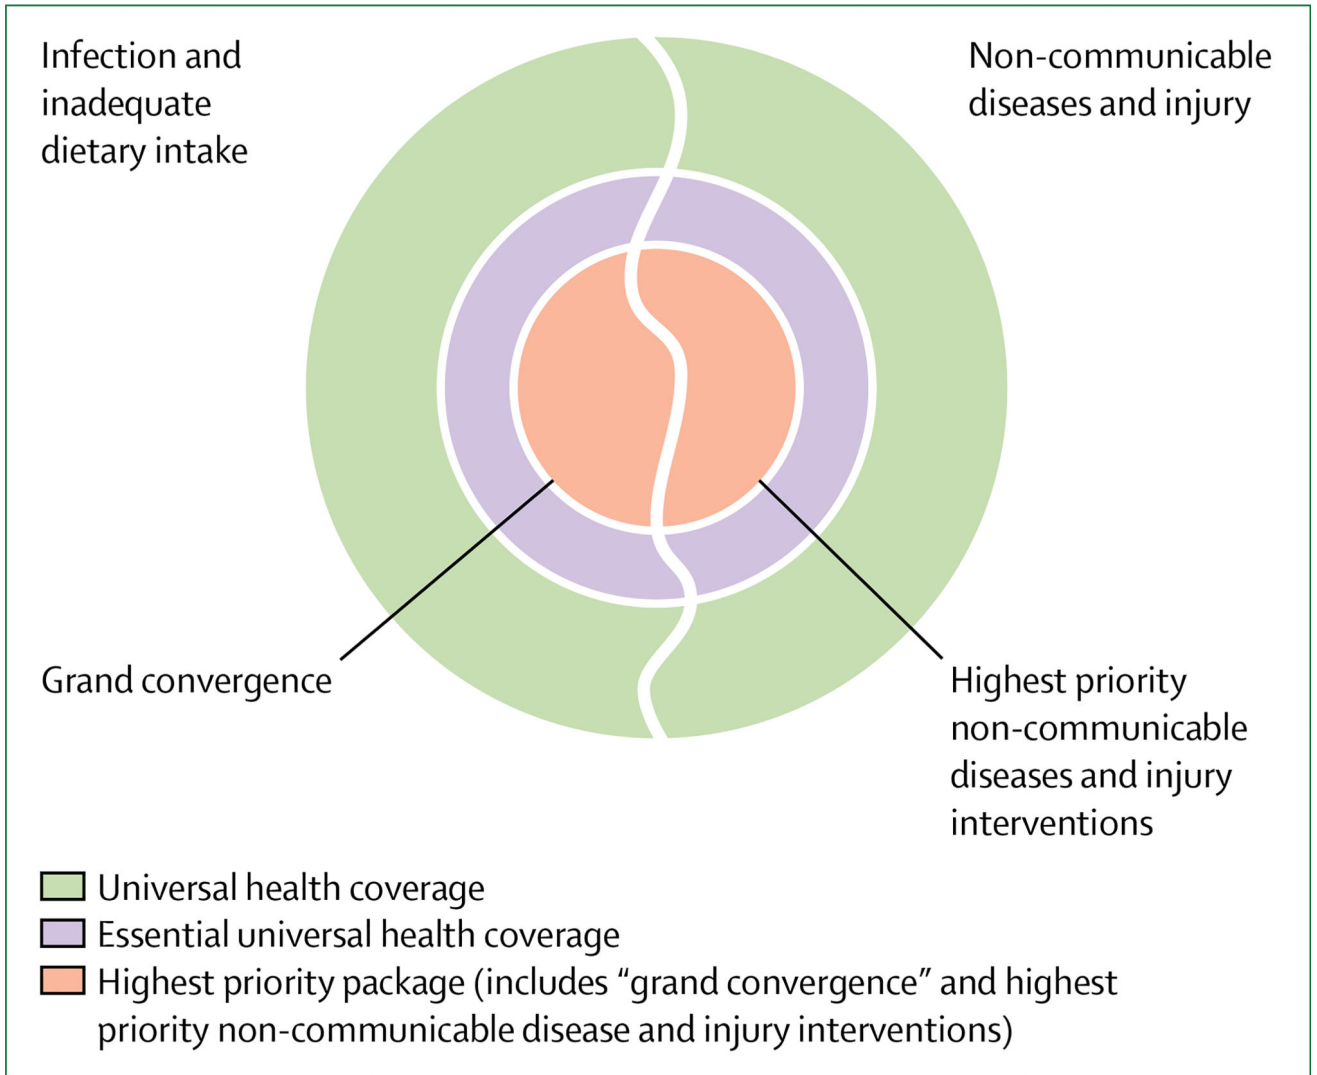 Infection and
inadequate
dietary intake
Non-communicable
diseases and injury
Grand convergence
Highest priority
non-communicable
diseases and injury
interventions
Universal health coverage
Essential universal health coverage
Highest priority package (includes “grand convergence” and highest
priority non-communicable disease and injury interventions)